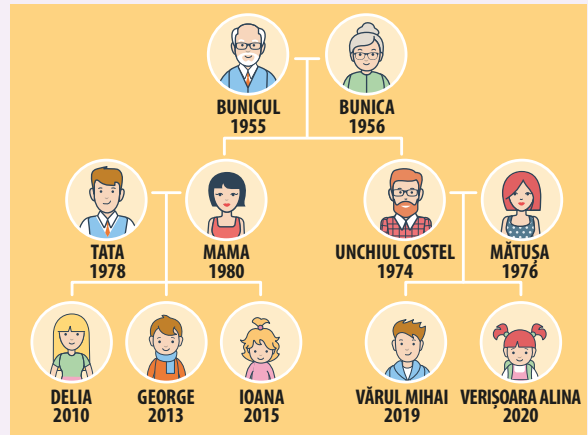 BUNICUL
1955
BUNICA
1956
TATA
1978
MAMA
1980
UNCHIUL COSTEL
1974
MĂTUȘA
1976
DELIA
2010
GEORGE
2013
IOANA
2015
VĂRUL MIHAI
2019
VERIȘOARA ALINA
2020